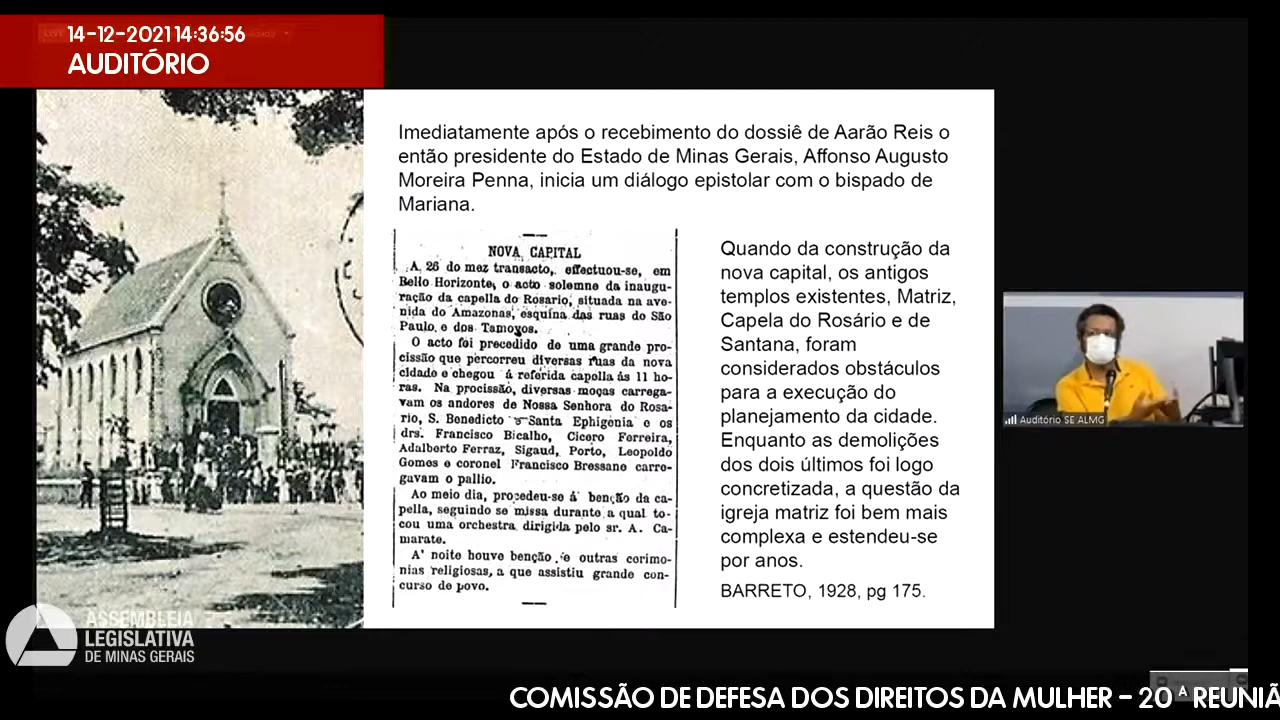 14-12-2021 14:36:56
AUDITÓRIO
Imediatamente após o recebimento do dossiê de Aarão Reis o
então presidente do Estado de Minas Gerais, Affonso Augusto
Moreira Penna, inicia um diálogo epistolar com o bispado de
Mariana.
NOVA CAPITAL
A 26 do mez transacto, effectuou-se, em
Bello Horizonte, o acto solemne da inaugu-
ração da capella do Rosario, situada na ave-
nida do Amazonas, esquina das ruas do São
Paulo e dos Tamoyos.
O acto foi precedido de uma grande pro-
cissão que percorreu diversas ruas da nova
cidade e chegou á referida capella ás 11 ho-
ras. Na procissão, diversas moças carrega-
vam os andores de Nossa Senhora do Rosa-
rio, S. Benedicto e Santa Ephigenia e os
drs. Francisco Bicalho, Cicero Ferreira,
Adalberto Ferraz, Sigaud, Porto, Leopoldo
Gomes e coronel Francisco Bressane carre-
gavam o pallio.
Ao meio dia, procedeu-se á benção da ca-
pella, seguindo se missa durante a qual to-
cou uma orchestra dirigida pelo sr. A. Ca-
marate.
A' noite houve benção e outras corimo-
nias religiosas, a que assistiu grande con-
curso de povo.
Quando da construção da
nova capital, os antigos
templos existentes, Matriz,
Capela do Rosário e de
Santana, foram
considerados obstáculos
para a execução do
planejamento da cidade.
Enquanto as demolições
dos dois últimos foi logo
concretizada, a questão da
igreja matriz foi bem mais
complexa e estendeu-se
por anos.
BARRETO, 1928, pg 175.
Auditório SE ALMG
ASSEMBLEIA
LEGISLATIVA
DE MINAS GERAIS
COMISSÃO DE DEFESA DOS DIREITOS DA MULHER - 20 ª REUNIÃ